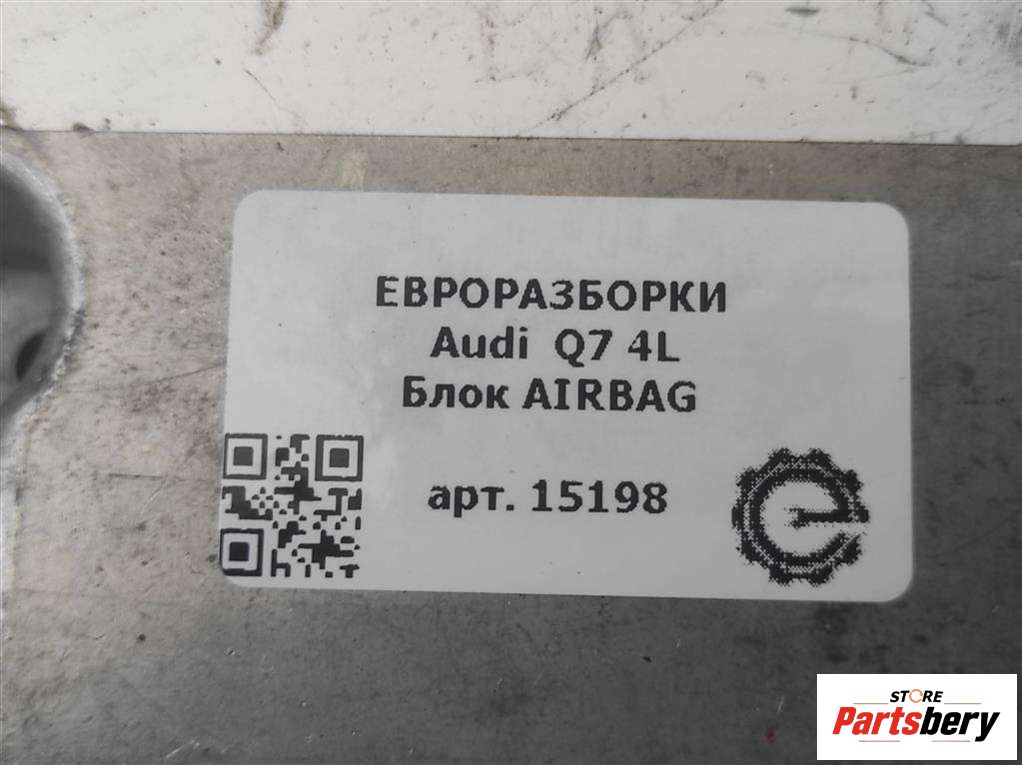 ЕВРОРАЗБОРКИ
Audi Q7 4L
Блок AIRBAG
арт. 15198
STORE
Partsbery